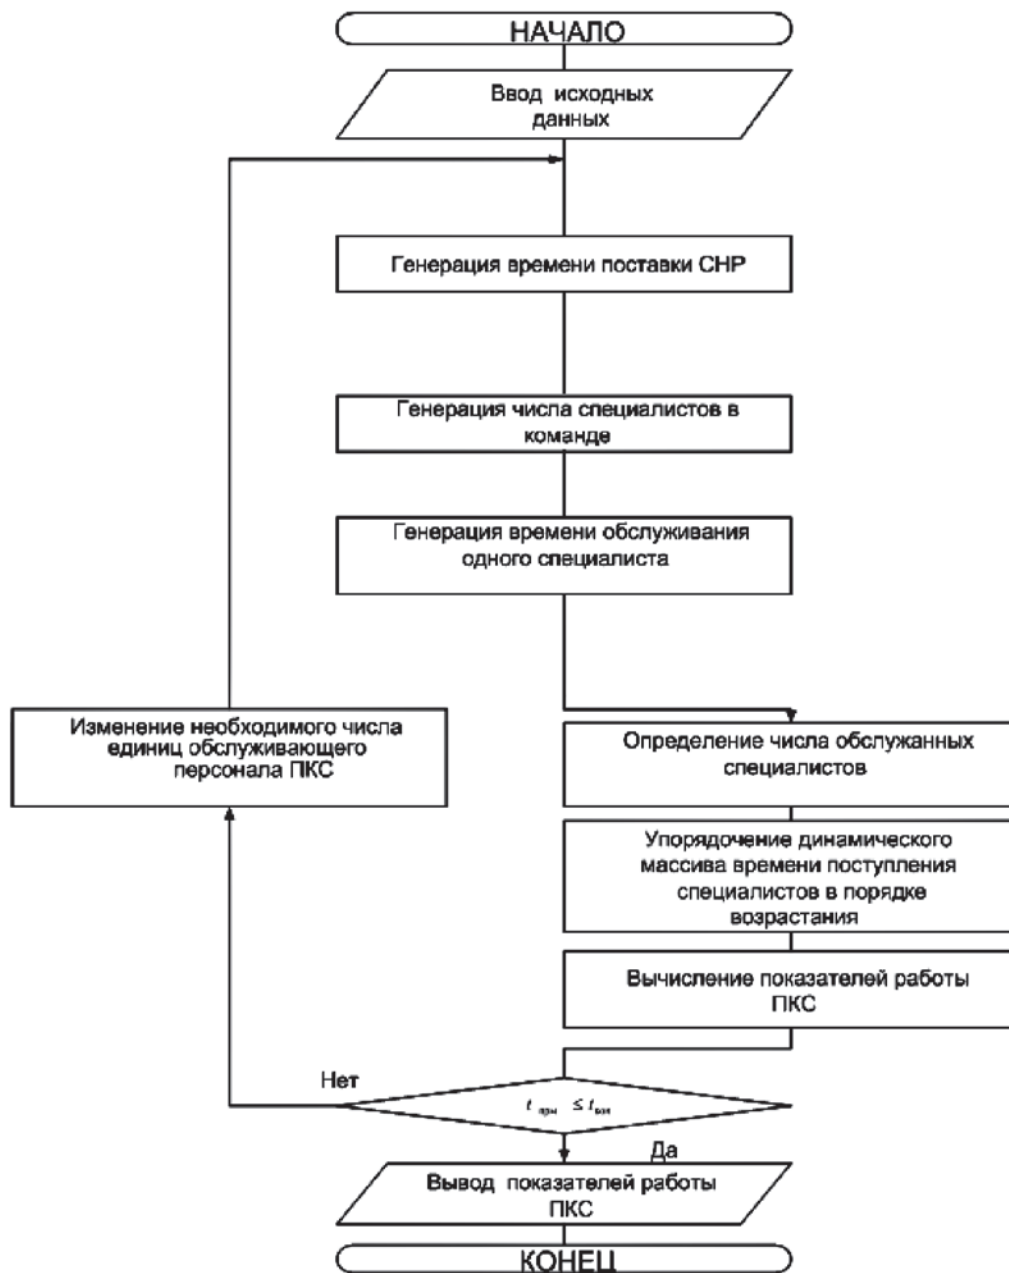 НАЧАЛО
Ввод исходных
данных
Генерация времени поставки СНР
Генерация числа специалистов в
команде
Генерация времени обслуживания
одного специалиста
Изменение необходимого числа
единиц обслуживающего
персонала ПКС
Определение числа обслужанных
специалистов
Упорядочение динамического
массива времени поступления
специалистов в порядке
возрастания
Вычисление показателей работы
ПКС
Нет
t прм ≤ t
Да
Вывод показателей работы
ПКС
КОНЕЦ